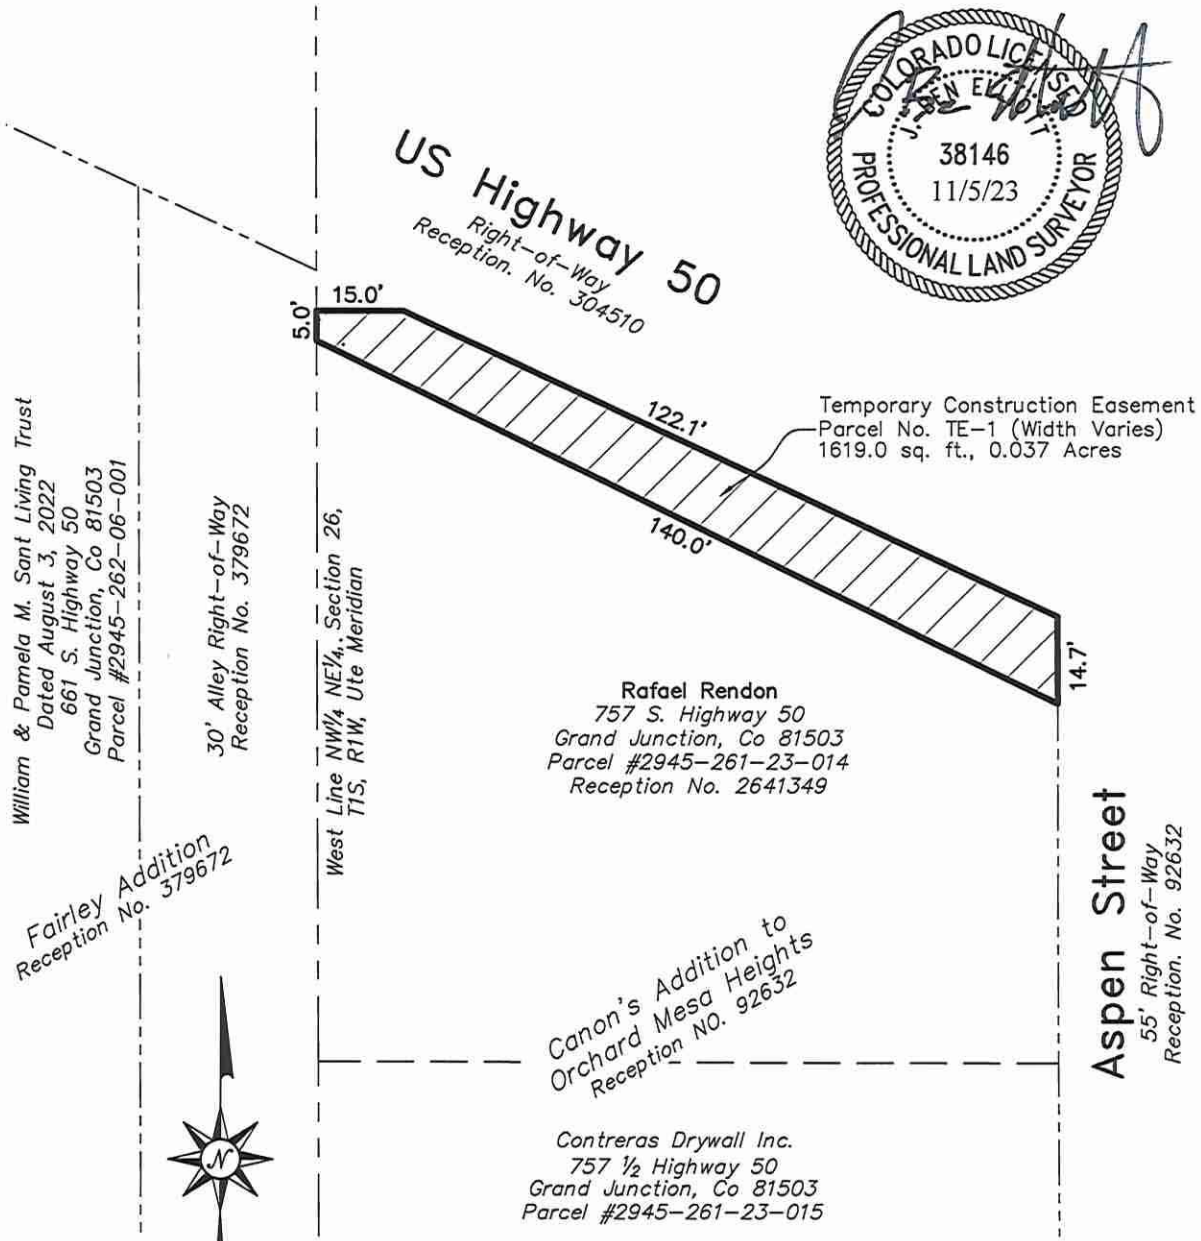 COLORADO LICENSED
J. BEN ELLIOTT
38146
11/5/23
PROFESSIONAL LAND SURVEYOR
US Highway 50
Right-of-Way
Reception. No. 304510
15.0'
5.0'
122.1'
140.0'
14.7'
Temporary Construction Easement
Parcel No. TE-1 (Width Varies)
1619.0 sq. ft., 0.037 Acres
William & Pamela M. Sant Living Trust
Dated August 3, 2022
661 S. Highway 50
Grand Junction, Co 81503
Parcel #2945-262-06-001
30' Alley Right-of-Way
Reception No. 379672
West Line NW¼ NE¼, Section 26,
T1S, R1W, Ute Meridian
Rafael Rendon
757 S. Highway 50
Grand Junction, Co 81503
Parcel #2945-261-23-014
Reception No. 2641349
Aspen Street
55' Right-of-Way
Reception. No. 92632
Fairley Addition
Reception No. 379672
Canon's Addition to
Orchard Mesa Heights
Reception NO. 92632
N
Contreras Drywall Inc.
757 ½ Highway 50
Grand Junction, Co 81503
Parcel #2945-261-23-015